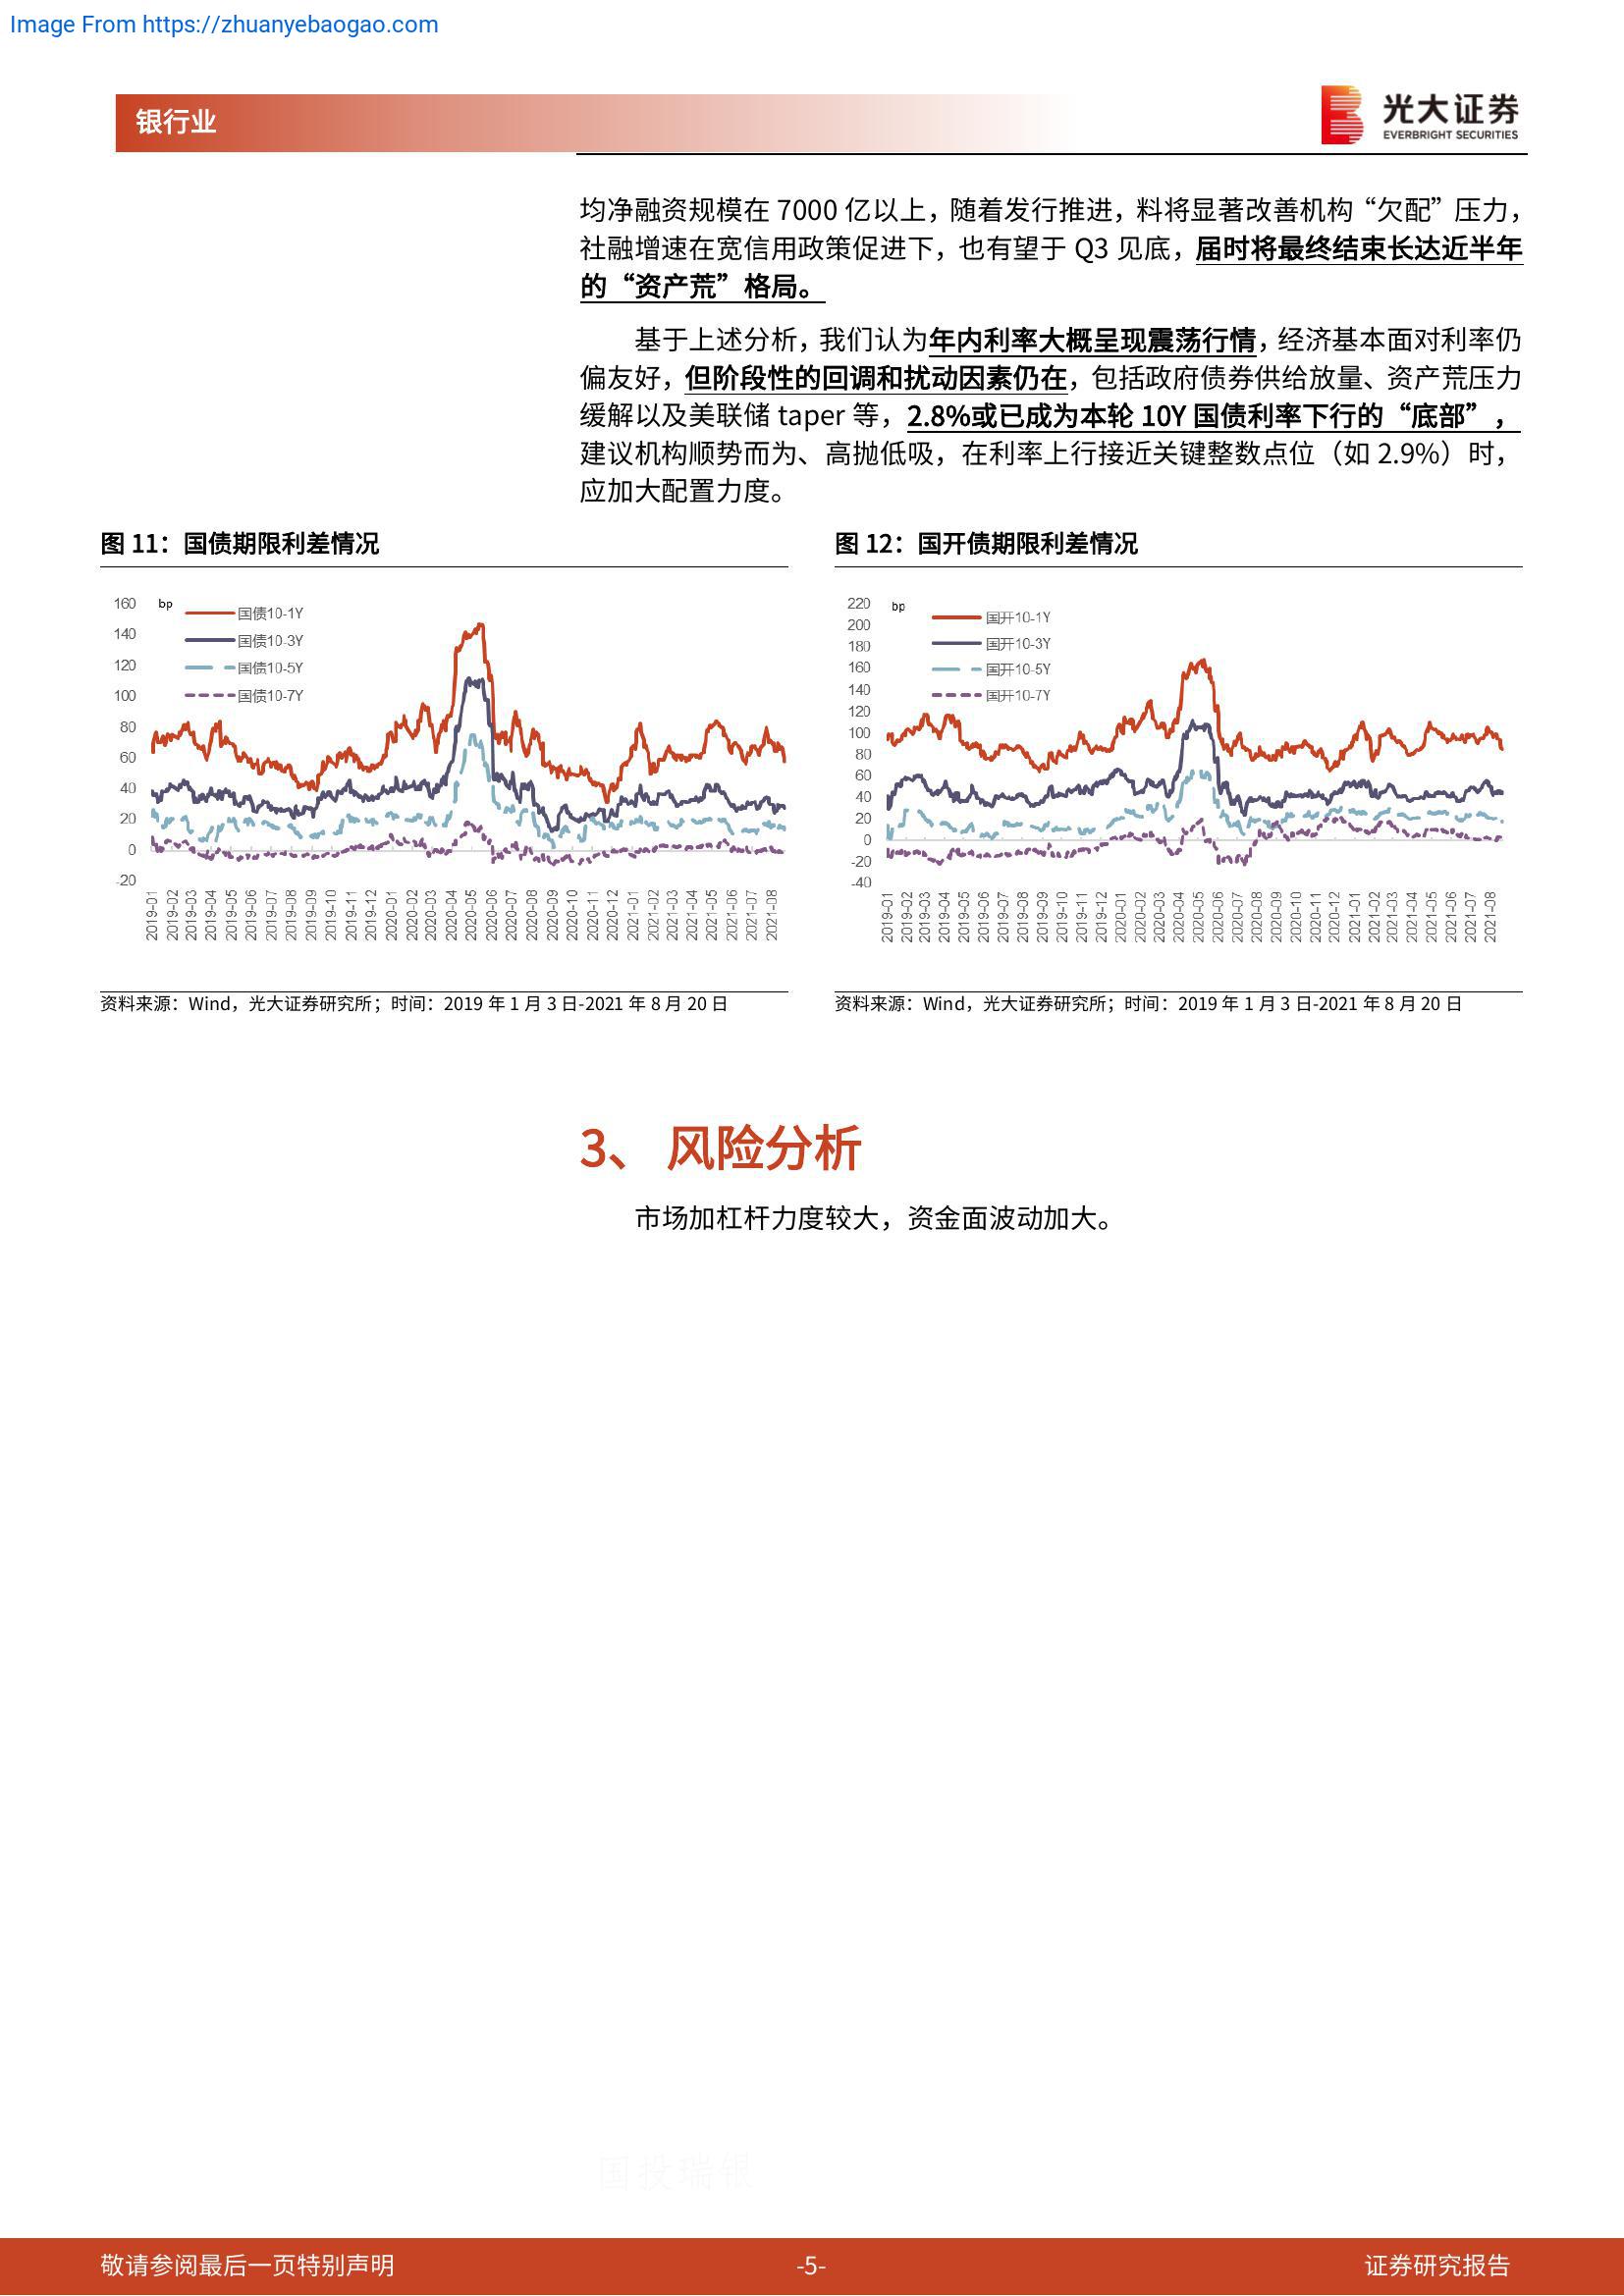 Image From https://zhuanyebaogao.com
银行业
光大证券
EVERBRIGHT SECURITIES
均净融资规模在 7000 亿以上，随着发行推进，料将显著改善机构“欠配”压力，
社融增速在宽信用政策促进下，也有望于 Q3 见底，届时将最终结束长达近半年
的“资产荒”格局。
基于上述分析，我们认为年内利率大概呈现震荡行情，经济基本面对利率仍
偏友好，但阶段性的回调和扰动因素仍在，包括政府债券供给放量、资产荒压力
缓解以及美联储 taper 等，2.8%或已成为本轮 10Y 国债利率下行的“底部”，
建议机构顺势而为、高抛低吸，在利率上行接近关键整数点位（如 2.9%）时，
应加大配置力度。
图 11：国债期限利差情况
160
140
120
100
80
60
40
20
0
-20
bp
国债10-1Y
国债10-3Y
国债10-5Y
国债10-7Y
2019-01
2019-02
2019-03
2019-04
2019-05
2019-06
2019-07
2019-08
2019-09
2019-10
2019-11
2019-12
2020-01
2020-02
2020-03
2020-04
2020-05
2020-06
2020-07
2020-08
2020-09
2020-10
2020-11
2020-12
2021-01
2021-02
2021-03
2021-04
2021-05
2021-06
2021-07
2021-08
资料来源：Wind，光大证券研究所；时间：2019 年 1 月 3 日-2021 年 8 月 20 日
图 12：国开债期限利差情况
220
200
180
160
140
120
100
80
60
40
20
0
-20
-40
bp
国开10-1Y
国开10-3Y
国开10-5Y
国开10-7Y
2019-01
2019-02
2019-03
2019-04
2019-05
2019-06
2019-07
2019-08
2019-09
2019-10
2019-11
2019-12
2020-01
2020-02
2020-03
2020-04
2020-05
2020-06
2020-07
2020-08
2020-09
2020-10
2020-11
2020-12
2021-01
2021-02
2021-03
2021-04
2021-05
2021-06
2021-07
2021-08
资料来源：Wind，光大证券研究所；时间：2019 年 1 月 3 日-2021 年 8 月 20 日
3、 风险分析
市场加杠杆力度较大，资金面波动加大。
国投瑞银
敬请参阅最后一页特别声明
-5-
证券研究报告